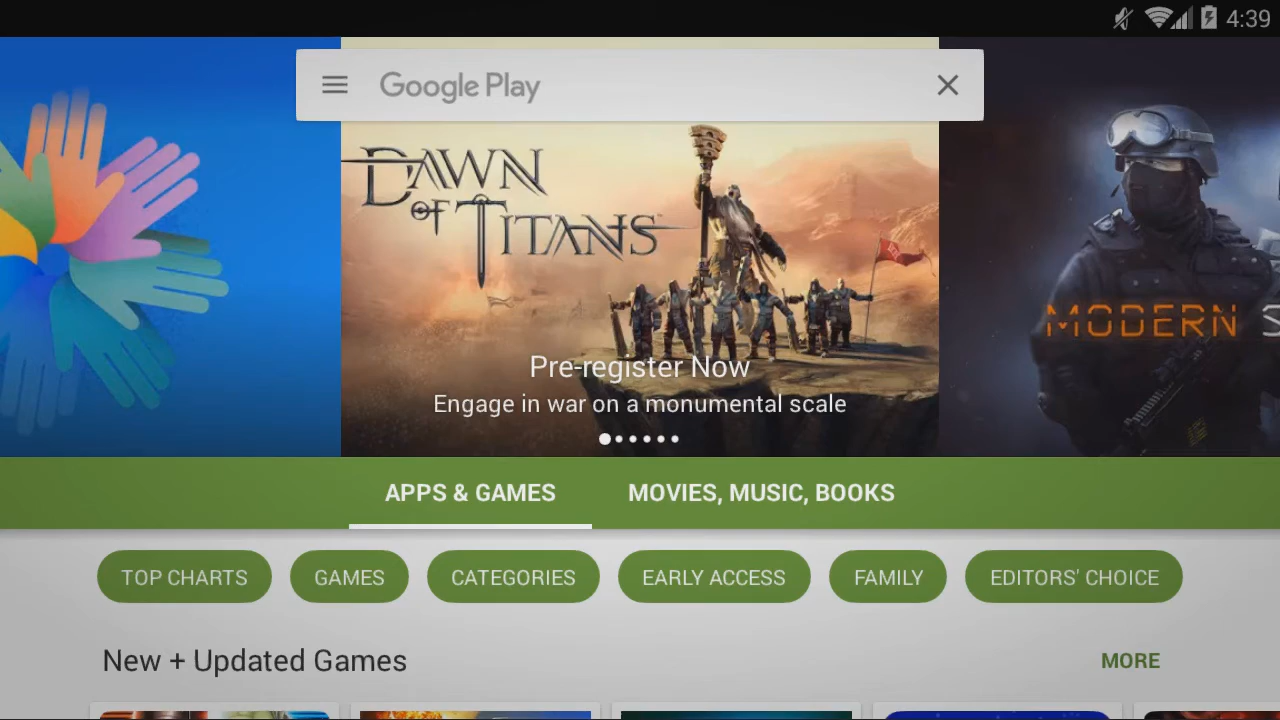 4:39
Google Play
DAWN
OF TITANS
MODERN S
Pre-register Now
Engage in war on a monumental scale
APPS & GAMES
MOVIES, MUSIC, BOOKS
TOP CHARTS
GAMES
CATEGORIES
EARLY ACCESS
FAMILY
EDITORS' CHOICE
New + Updated Games
MORE